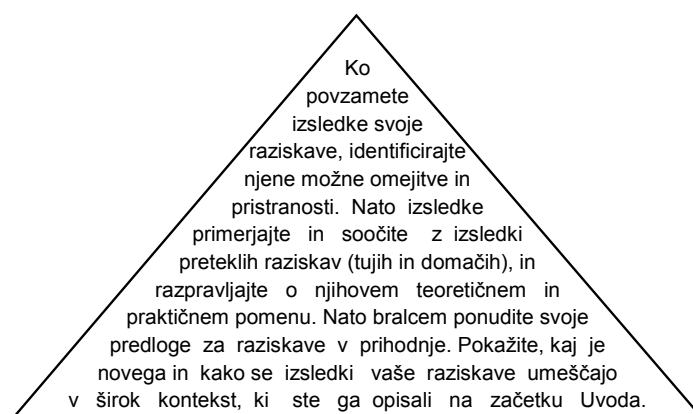 Ko
povzamete
izsledke svoje
raziskave, identificirajte
njene možne omejitve in
pristranosti. Nato izsledke
primerjajte in soočite z izsledki
preteklih raziskav (tujih in domačih), in
razpravljajte o njihovem teoretičnem in
praktičnem pomenu. Nato bralcem ponudite svoje
predloge za raziskave v prihodnje. Pokažite, kaj je
novega in kako se izsledki vaše raziskave umeščajo
v širok kontekst, ki ste ga opisali na začetku Uvoda.